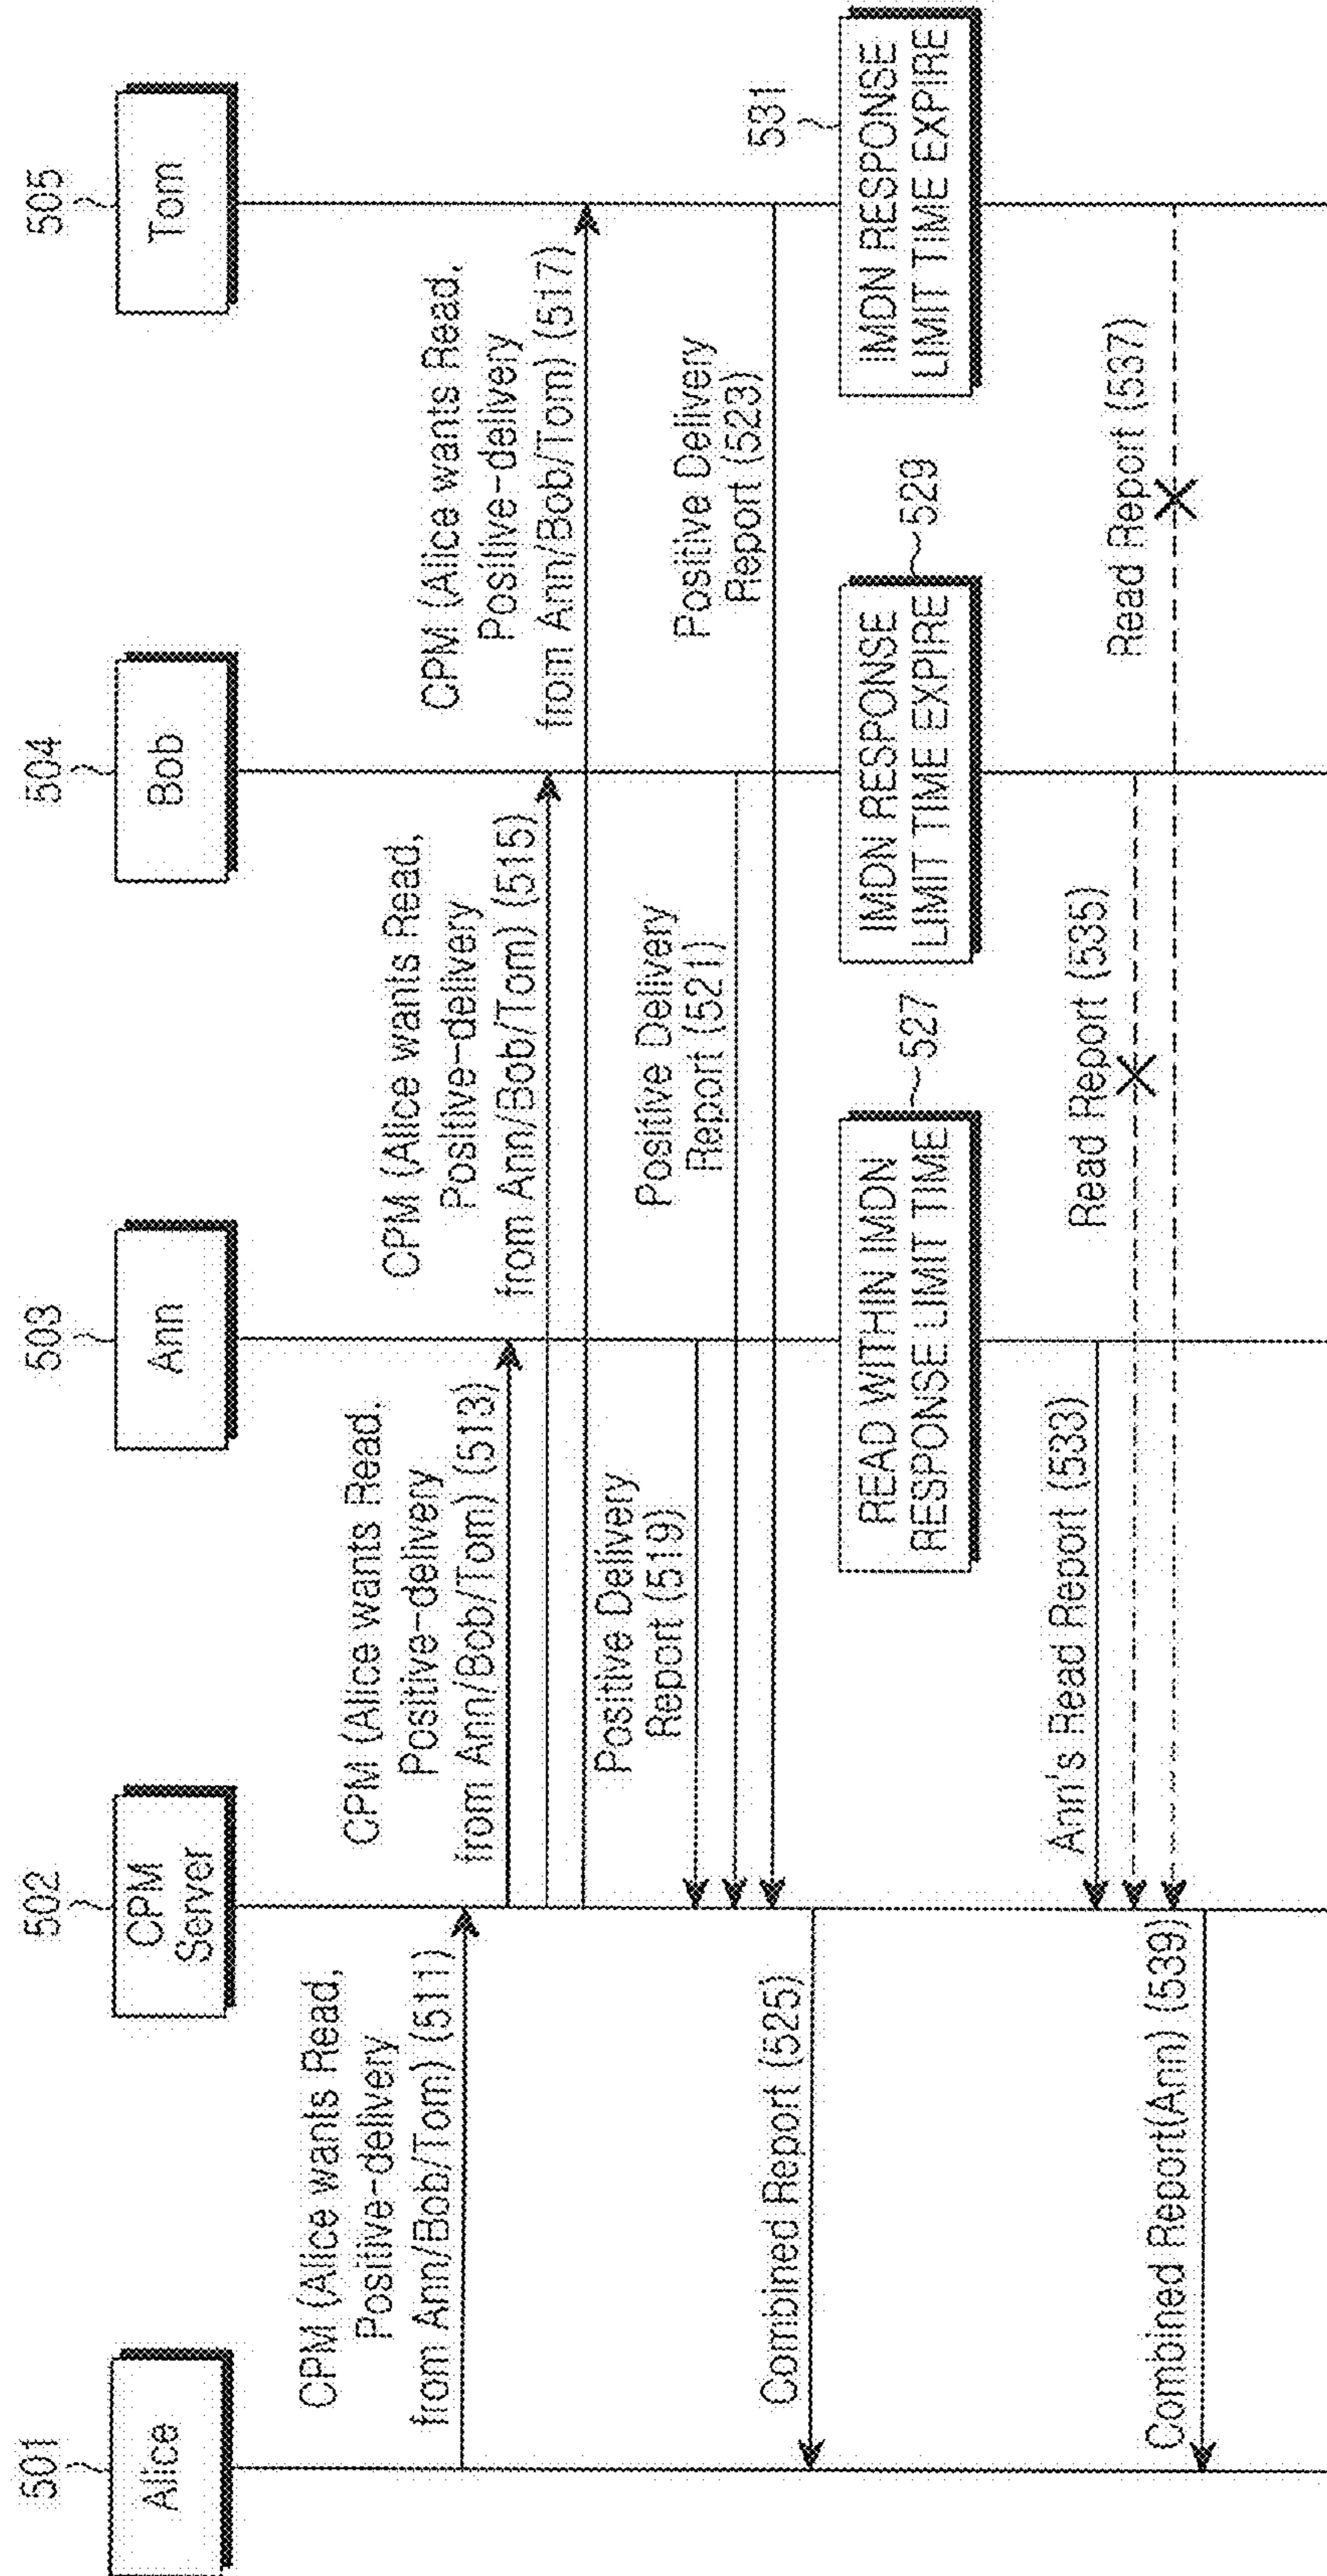 501
Alice
502
CPM
Server
503
Ann
504
Bob
505
Tom
CPM (Alice wants Read,
Positive-delivery
from Ann/Bob/Tom) (511)
CPM (Alice wants Read,
Positive-delivery
from Ann/Bob/Tom) (513)
CPM (Alice wants Read,
Positive-delivery
from Ann/Bob/Tom) (515)
CPM (Alice wants Read,
Positive-delivery
from Ann/Bob/Tom) (517)
Positive Delivery
Report (519)
Positive Delivery
Report (521)
Positive Delivery
Report (523)
Combined Report (525)
READ WITHIN IMDN
RESPONSE LIMIT TIME
527
IMDN RESPONSE
LIMIT TIME EXPIRE
529
IMDN RESPONSE
LIMIT TIME EXPIRE
531
Ann's Read Report (533)
Read Report (535)
Read Report (537)
Combined Report(Ann) (539)